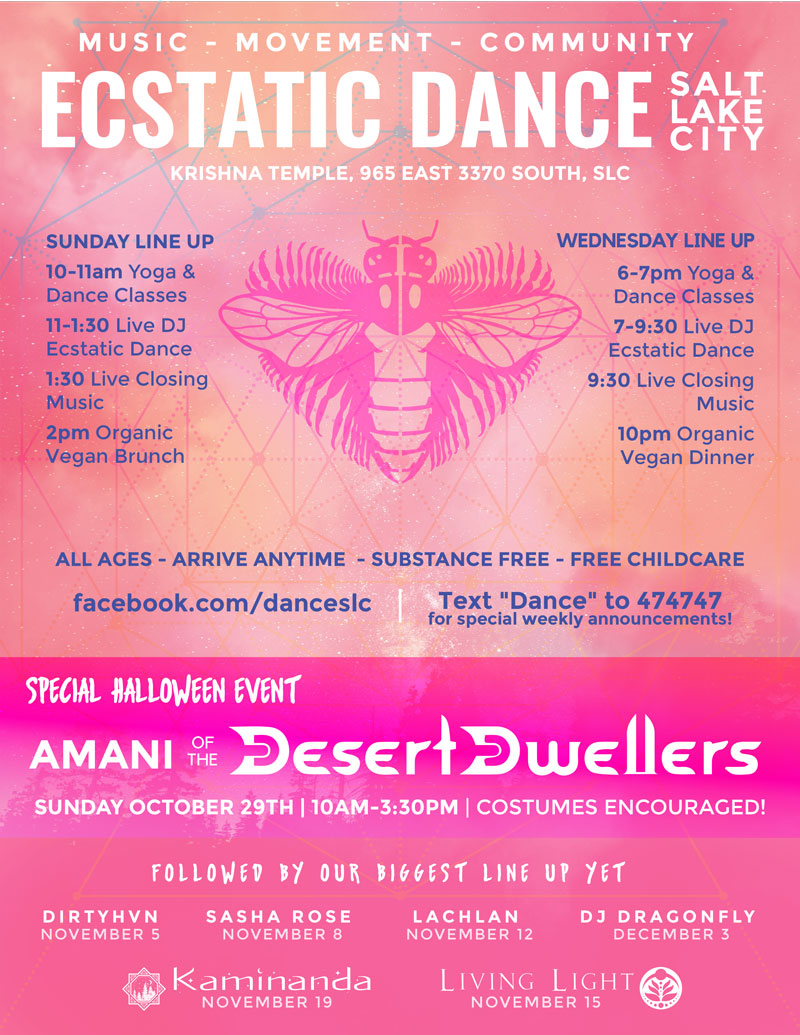 MUSIC - MOVEMENT - COMMUNITY
ECSTATIC DANCE
SALT
LAKE
CITY
KRISHNA TEMPLE, 965 EAST 3370 SOUTH, SLC
SUNDAY LINE UP
10-11am Yoga &
Dance Classes
11-1:30 Live DJ
Ecstatic Dance
1:30 Live Closing
Music
2pm Organic
Vegan Brunch
WEDNESDAY LINE UP
6-7pm Yoga &
Dance Classes
7-9:30 Live DJ
Ecstatic Dance
9:30 Live Closing
Music
10pm Organic
Vegan Dinner
ALL AGES - ARRIVE ANYTIME - SUBSTANCE FREE - FREE CHILDCARE
facebook.com/danceslc
Text "Dance" to 474747
for special weekly announcements!
SPECIAL HALLOWEEN EVENT
AMANI OF THE Desert Dwellers
SUNDAY OCTOBER 29TH | 10AM-3:30PM | COSTUMES ENCOURAGED!
FOLLOWED BY OUR BIGGEST LINE UP YET
DIRTYHVN
NOVEMBER 5
SASHA ROSE
NOVEMBER 8
LACHLAN
NOVEMBER 12
DJ DRAGONFLY
DECEMBER 3
Kaminanda
NOVEMBER 19
LIVING LIGHT
NOVEMBER 15